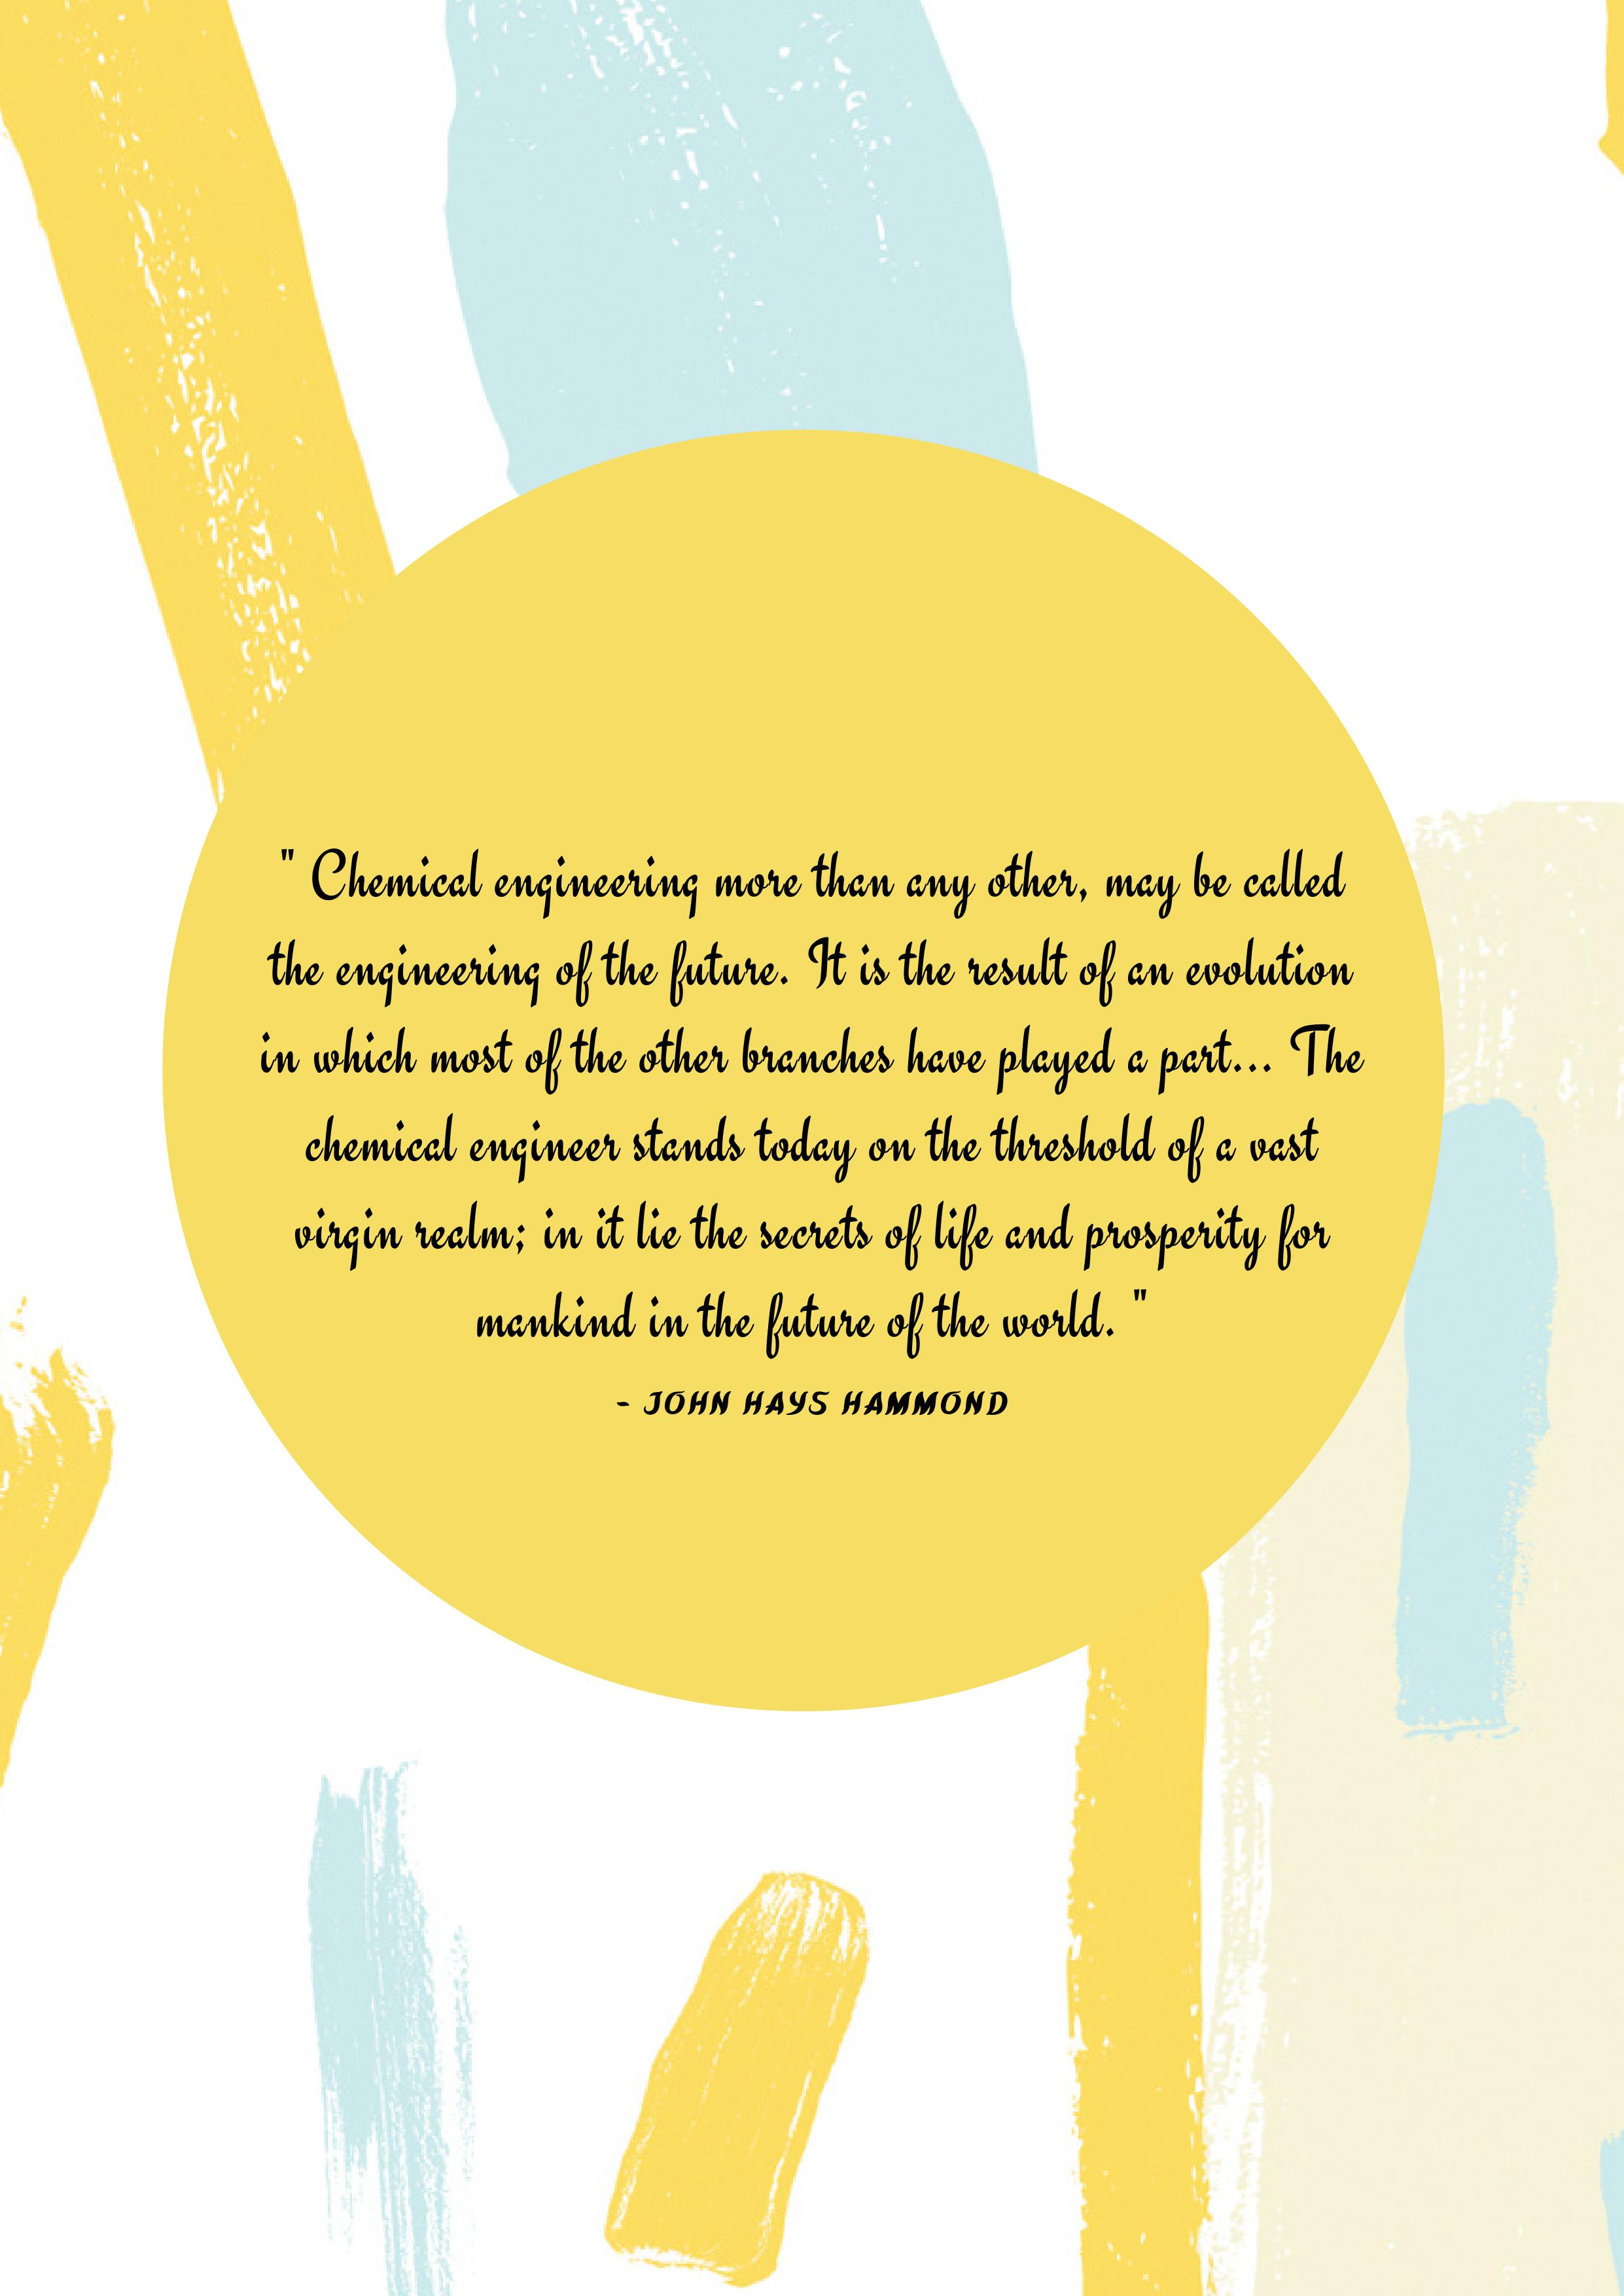 " Chemical engineering more than any other, may be called
the engineering of the future. It is the result of an evolution
in which most of the other branches have played a part... The
chemical engineer stands today on the threshold of a vast
virgin realm; in it lie the secrets of life and prosperity for
mankind in the future of the world. "
- JOHN HAYS HAMMOND